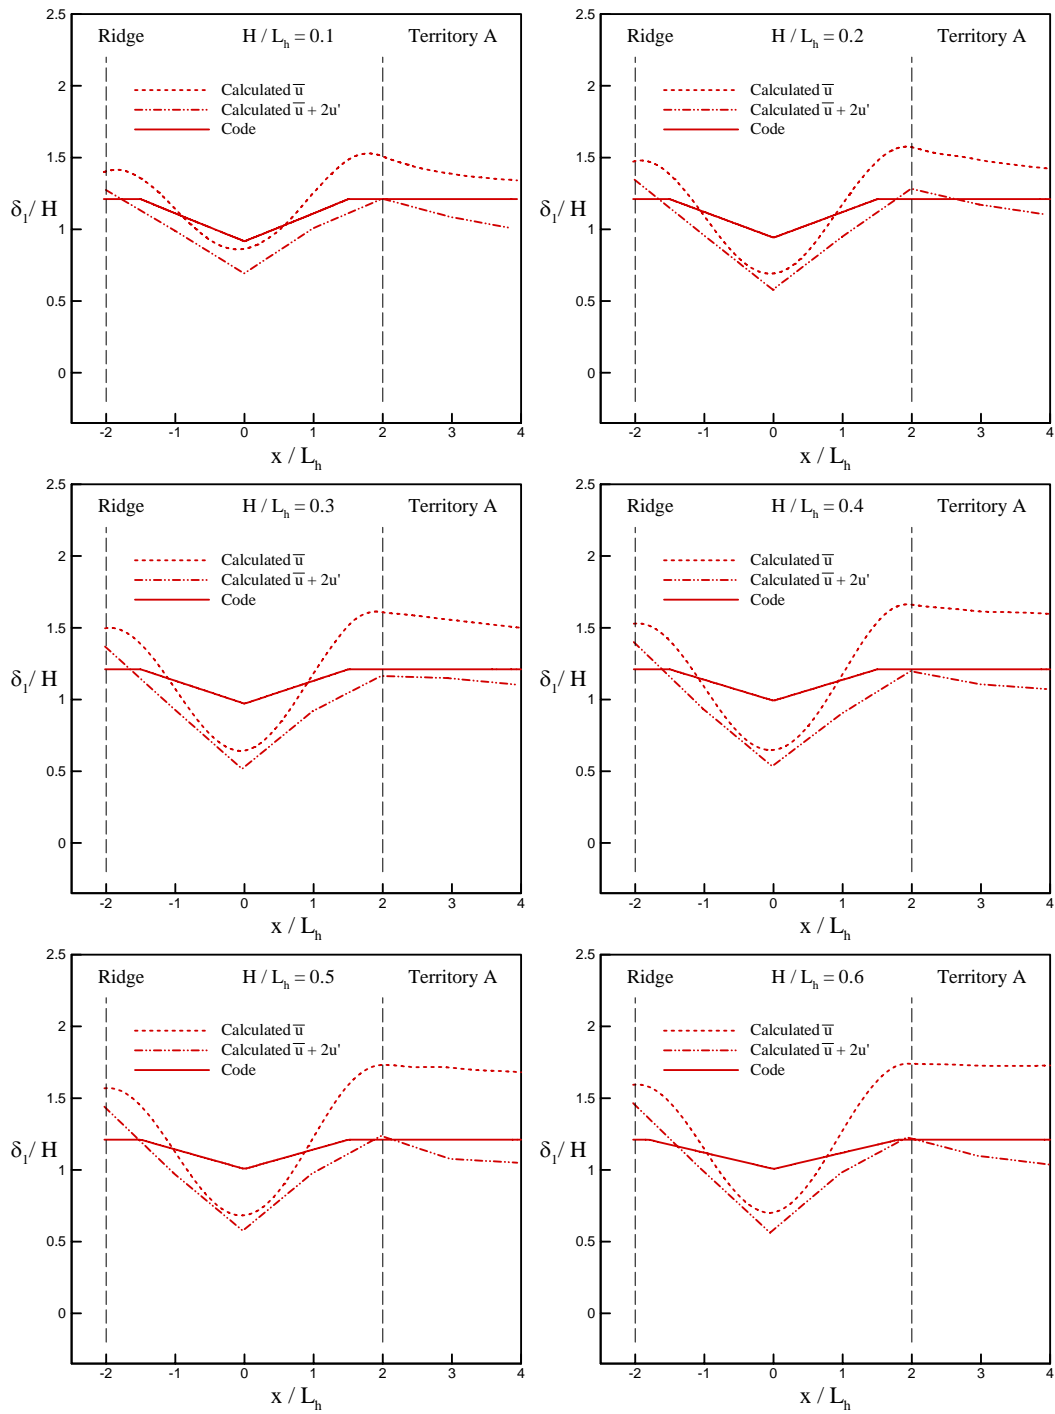 2.5
Ridge H / Lₕ = 0.1 Territory A
2
Calculated u̅
Calculated u̅ + 2u'
Code
1.5
δ₁/ H
1
0.5
0
-2 -1 0 1 2 3 4
x / Lₕ
2.5
Ridge H / Lₕ = 0.2 Territory A
2
Calculated u̅
Calculated u̅ + 2u'
Code
1.5
δ₁/ H
1
0.5
0
-2 -1 0 1 2 3 4
x / Lₕ
2.5
Ridge H / Lₕ = 0.3 Territory A
2
Calculated u̅
Calculated u̅ + 2u'
Code
1.5
δ₁/ H
1
0.5
0
-2 -1 0 1 2 3 4
x / Lₕ
2.5
Ridge H / Lₕ = 0.4 Territory A
2
Calculated u̅
Calculated u̅ + 2u'
Code
1.5
δ₁/ H
1
0.5
0
-2 -1 0 1 2 3 4
x / Lₕ
2.5
Ridge H / Lₕ = 0.5 Territory A
2
Calculated u̅
Calculated u̅ + 2u'
Code
1.5
δ₁/ H
1
0.5
0
-2 -1 0 1 2 3 4
x / Lₕ
2.5
Ridge H / Lₕ = 0.6 Territory A
2
Calculated u̅
Calculated u̅ + 2u'
Code
1.5
δ₁/ H
1
0.5
0
-2 -1 0 1 2 3 4
x / Lₕ